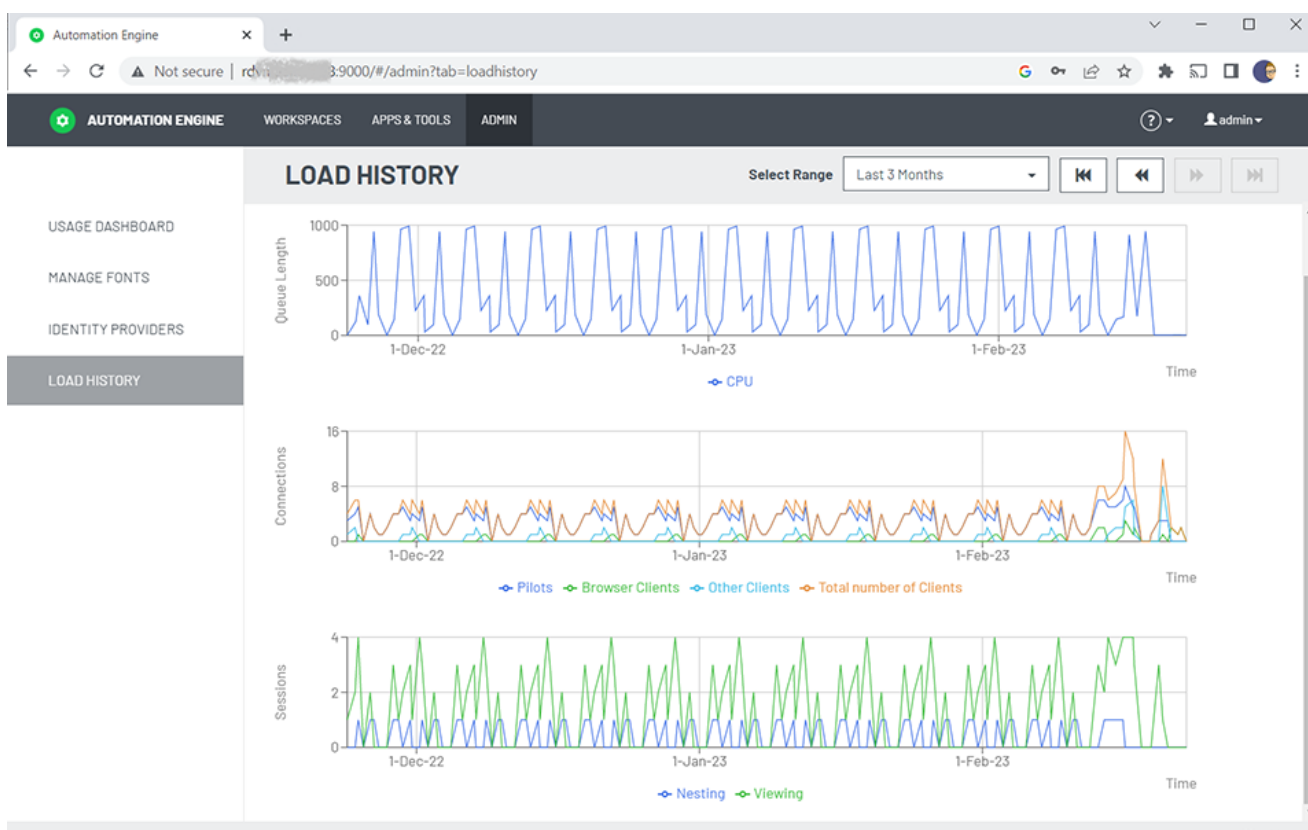 Automation Engine
Not secure | rdv 3:9000/#/admin?tab=loadhistory
AUTOMATION ENGINE WORKSPACES APPS & TOOLS ADMIN ? admin
LOAD HISTORY Select Range Last 3 Months
USAGE DASHBOARD
MANAGE FONTS
IDENTITY PROVIDERS
LOAD HISTORY
Queue Length
1000
500
0
1-Dec-22 1-Jan-23 1-Feb-23
Time
CPU
Connections
16
8
0
1-Dec-22 1-Jan-23 1-Feb-23
Time
Pilots Browser Clients Other Clients Total number of Clients
Sessions
4
2
0
1-Dec-22 1-Jan-23 1-Feb-23
Time
Nesting Viewing